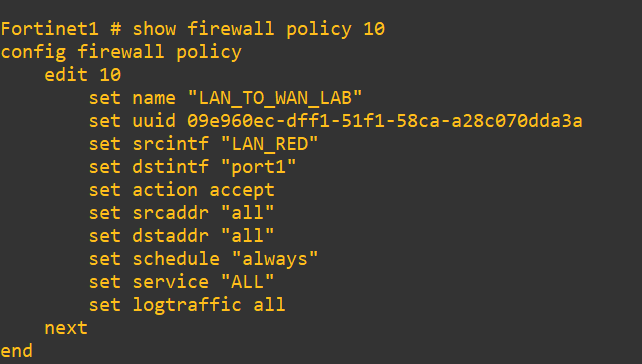 Fortinet1 # show firewall policy 10
config firewall policy
    edit 10
        set name "LAN_TO_WAN_LAB"
        set uuid 09e960ec-dff1-51f1-58ca-a28c070dda3a
        set srcintf "LAN_RED"
        set dstintf "port1"
        set action accept
        set srcaddr "all"
        set dstaddr "all"
        set schedule "always"
        set service "ALL"
        set logtraffic all
    next
end